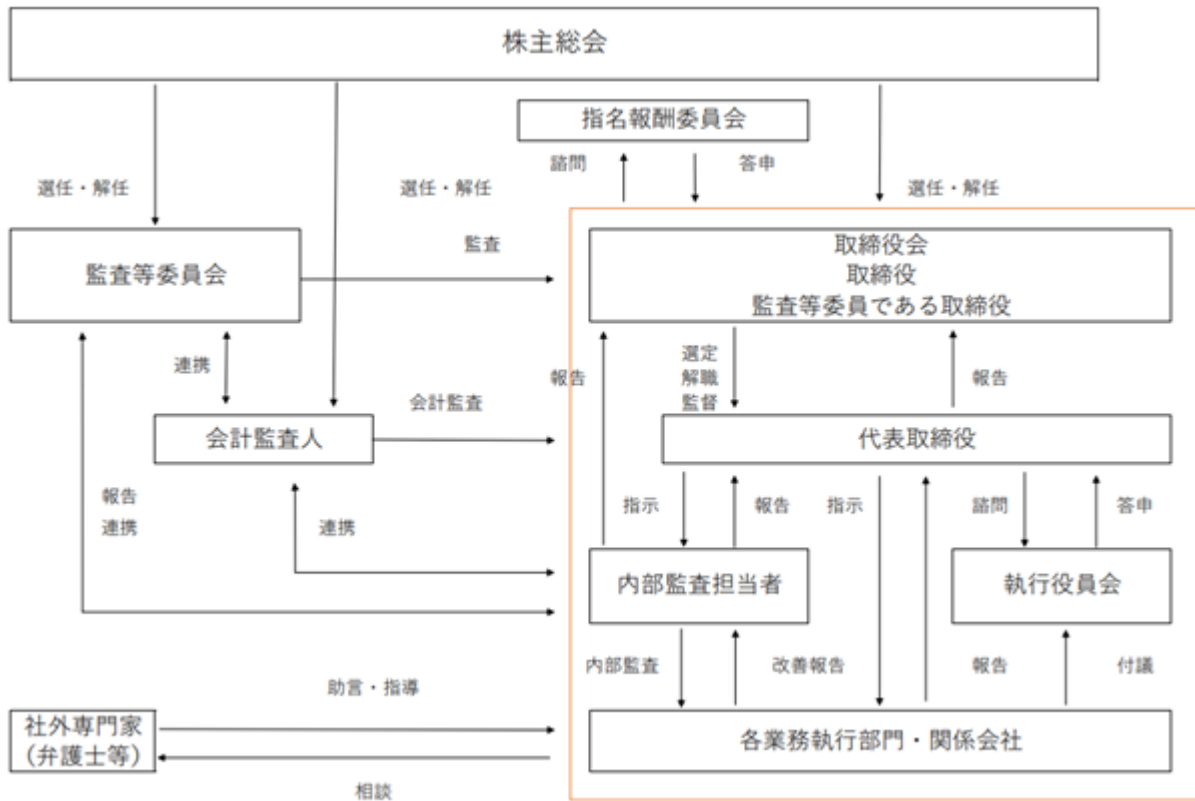 株主総会
指名報酬委員会
諮問
答申
選任・解任
選任・解任
選任・解任
監査等委員会
監査
取締役会
取締役
監査等委員である取締役
連携
報告
選定
解職
監督
報告
会計監査
会計監査人
代表取締役
報告
連携
連携
指示
報告
指示
諮問
答申
内部監査担当者
執行役員会
内部監査
改善報告
報告
付議
助言・指導
社外専門家
(弁護士等)
各業務執行部門・関係会社
相談